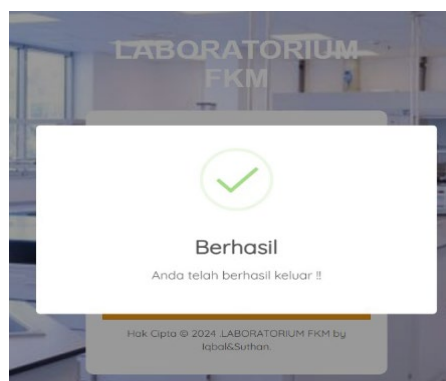 LABORATORIUM
FKM
Berhasil
Anda telah berhasil keluar !!
Hak Cipta © 2024 .LABORATORIUM FKM by
Iqbal&Suthan.